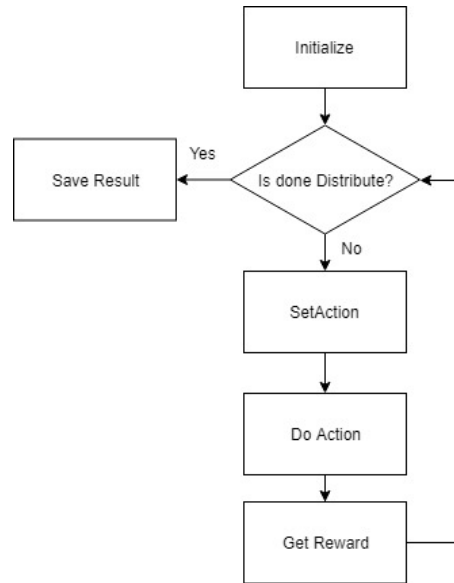 Initialize
Yes
Save Result
Is done Distribute?
No
SetAction
Do Action
Get Reward